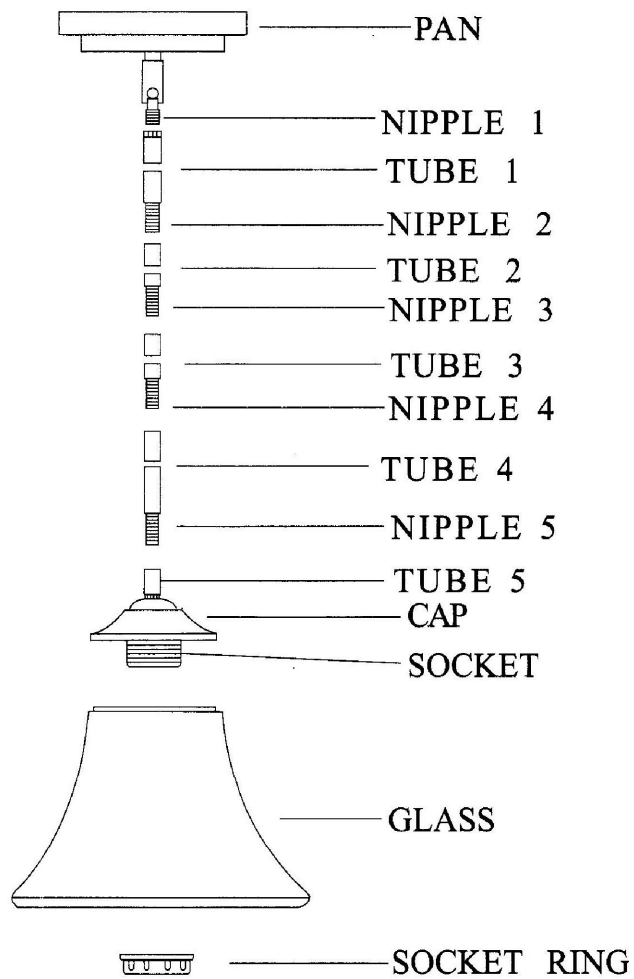 PAN
NIPPLE 1
TUBE 1
NIPPLE 2
TUBE 2
NIPPLE 3
TUBE 3
NIPPLE 4
TUBE 4
NIPPLE 5
TUBE 5
CAP
SOCKET
GLASS
SOCKET RING